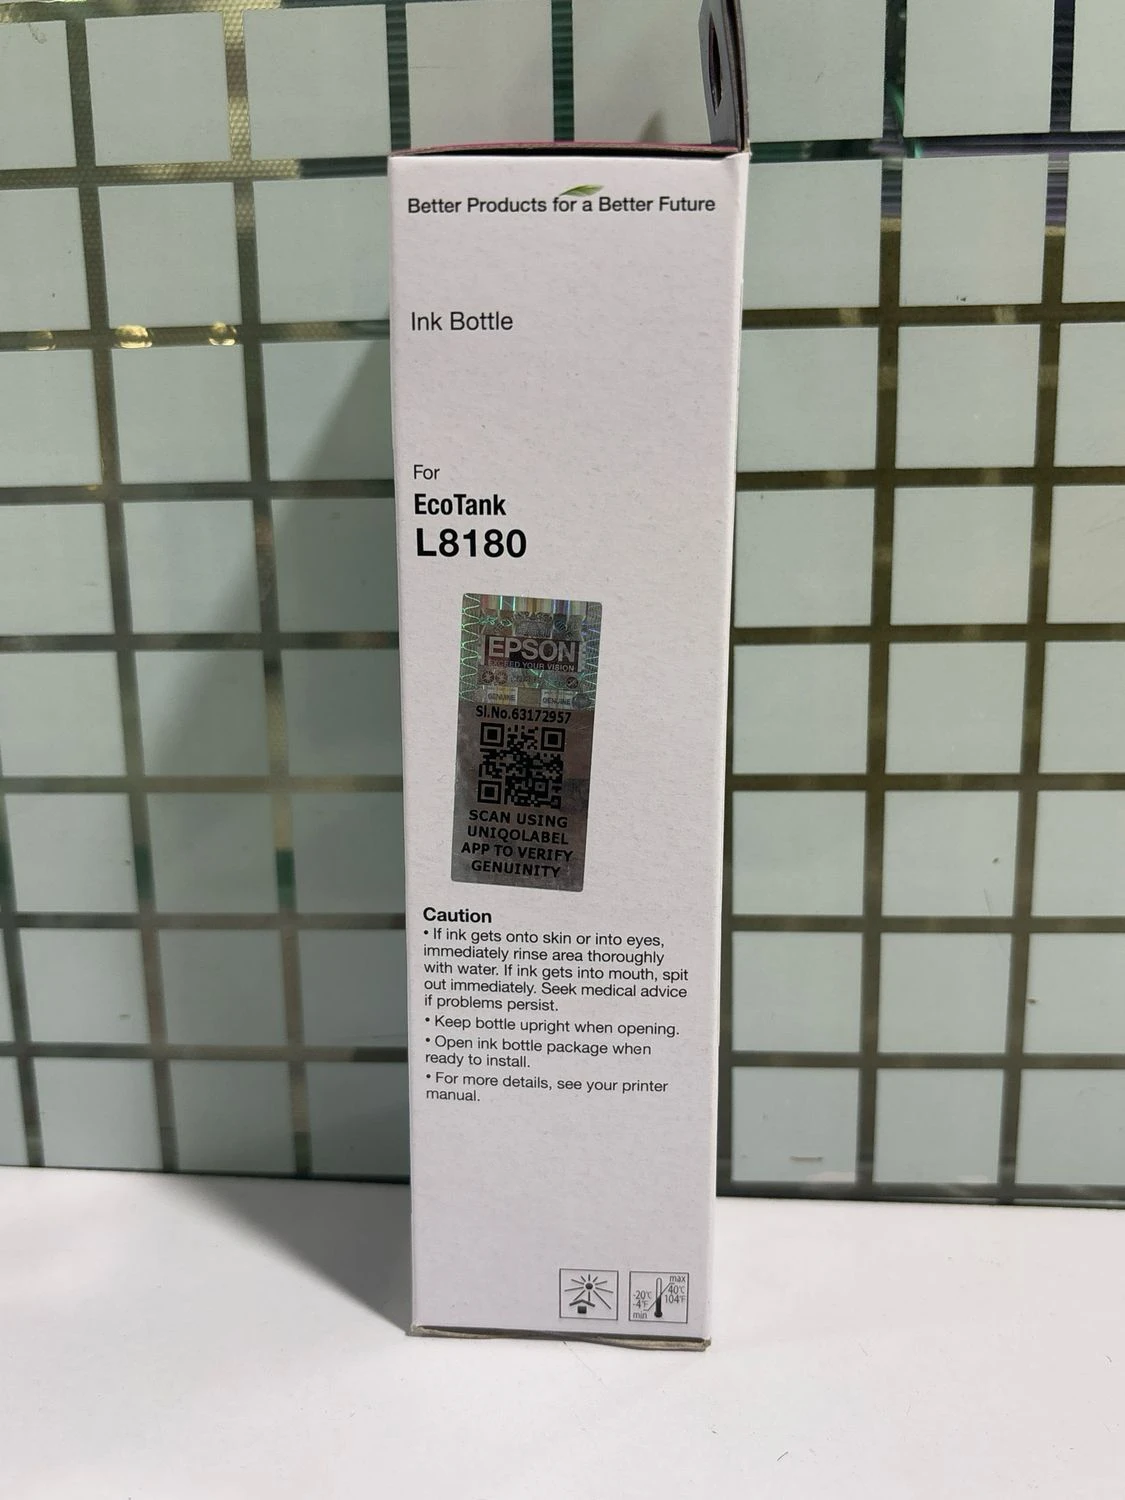 Better Products for a Better Future
Ink Bottle
For
EcoTank
L8180
EPSON
EXCEED YOUR VISION
GENUINE GENUINE
Sl.No.63172957
SCAN USING
UNIQOLABEL
APP TO VERIFY
GENUINITY
Caution
• If ink gets onto skin or into eyes,
immediately rinse area thoroughly
with water. If ink gets into mouth, spit
out immediately. Seek medical advice
if problems persist.
• Keep bottle upright when opening.
• Open ink bottle package when
ready to install.
• For more details, see your printer
manual.
max
40°C
104°F
-20°C
-4°F
min